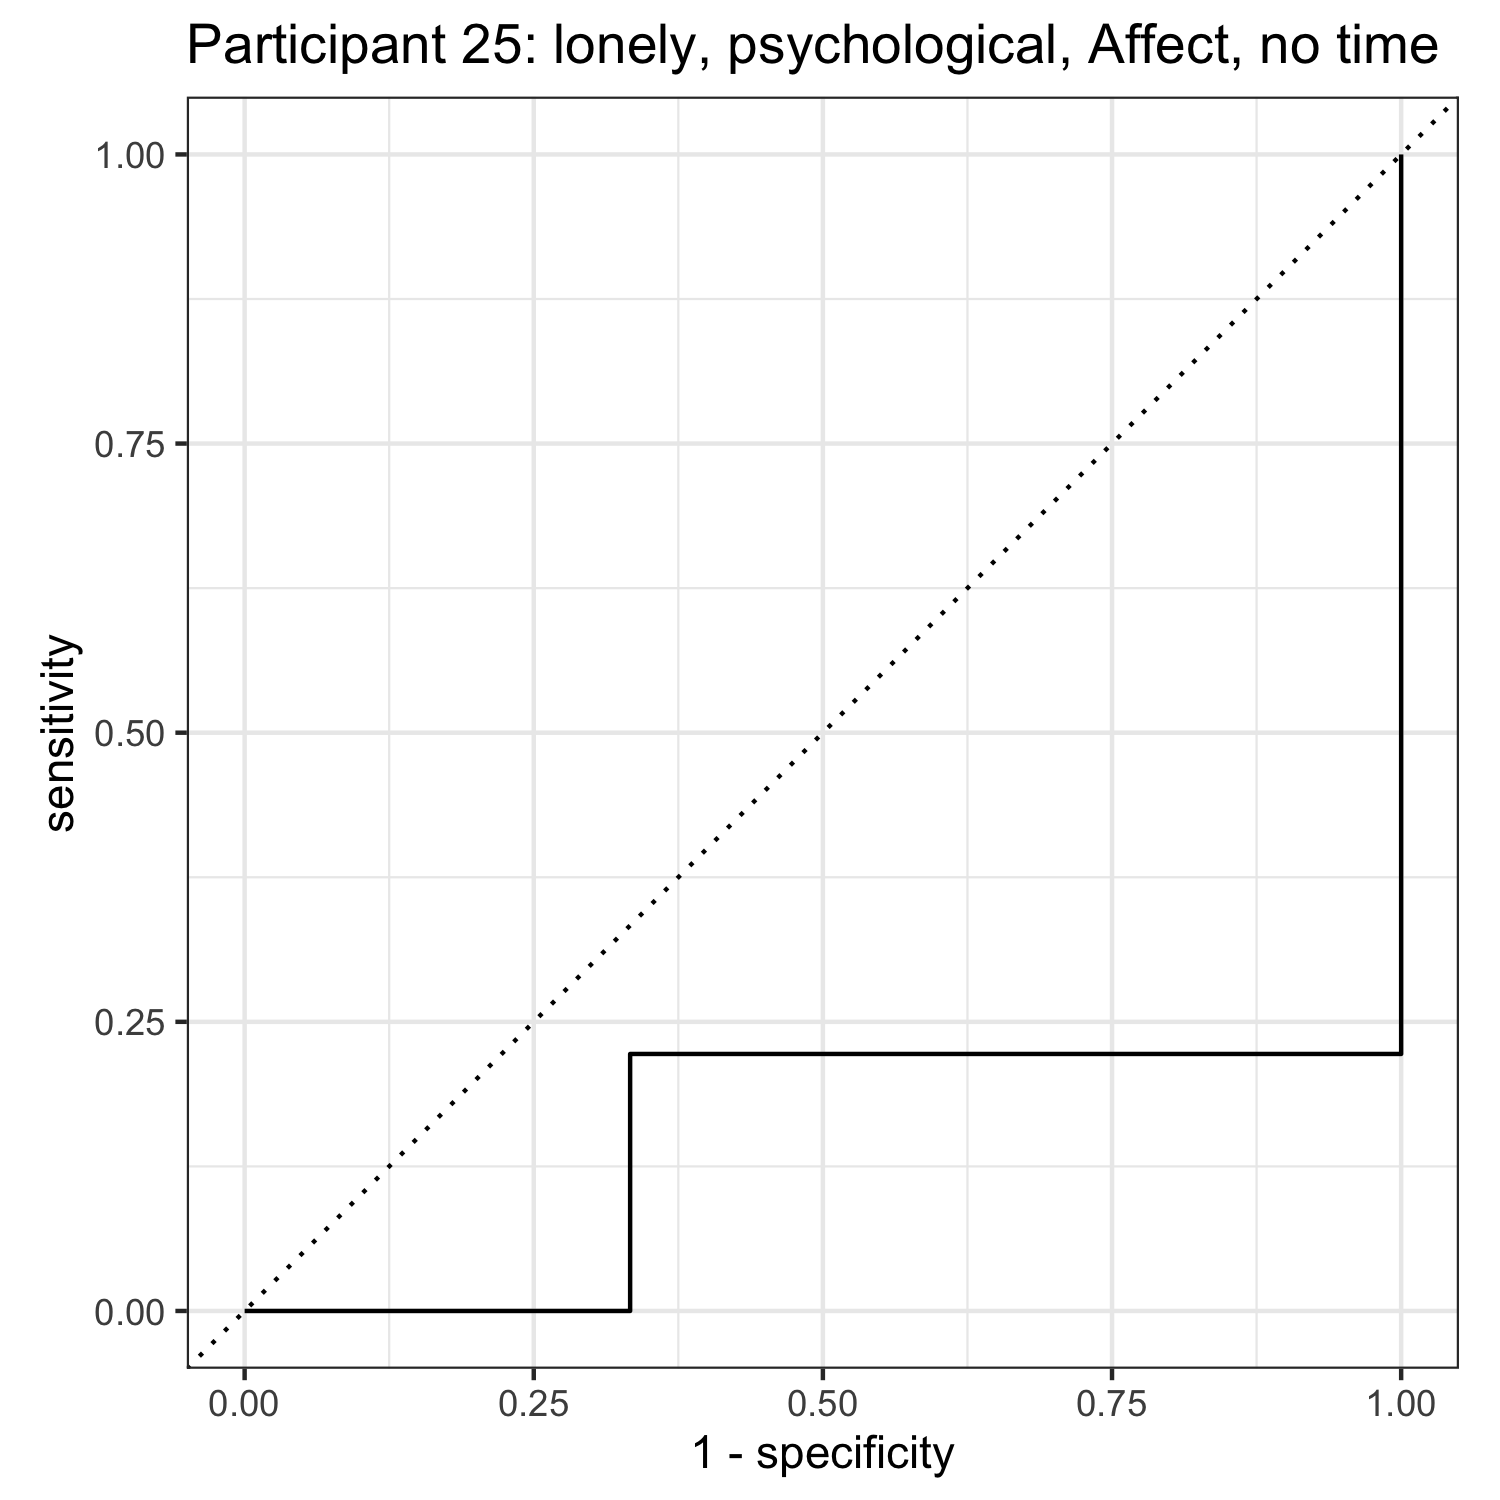 Participant 25: lonely, psychological, Affect, no time
1.00
0.75
0.50
0.25
0.00
sensitivity
0.00 0.25 0.50 0.75 1.00
1 - specificity